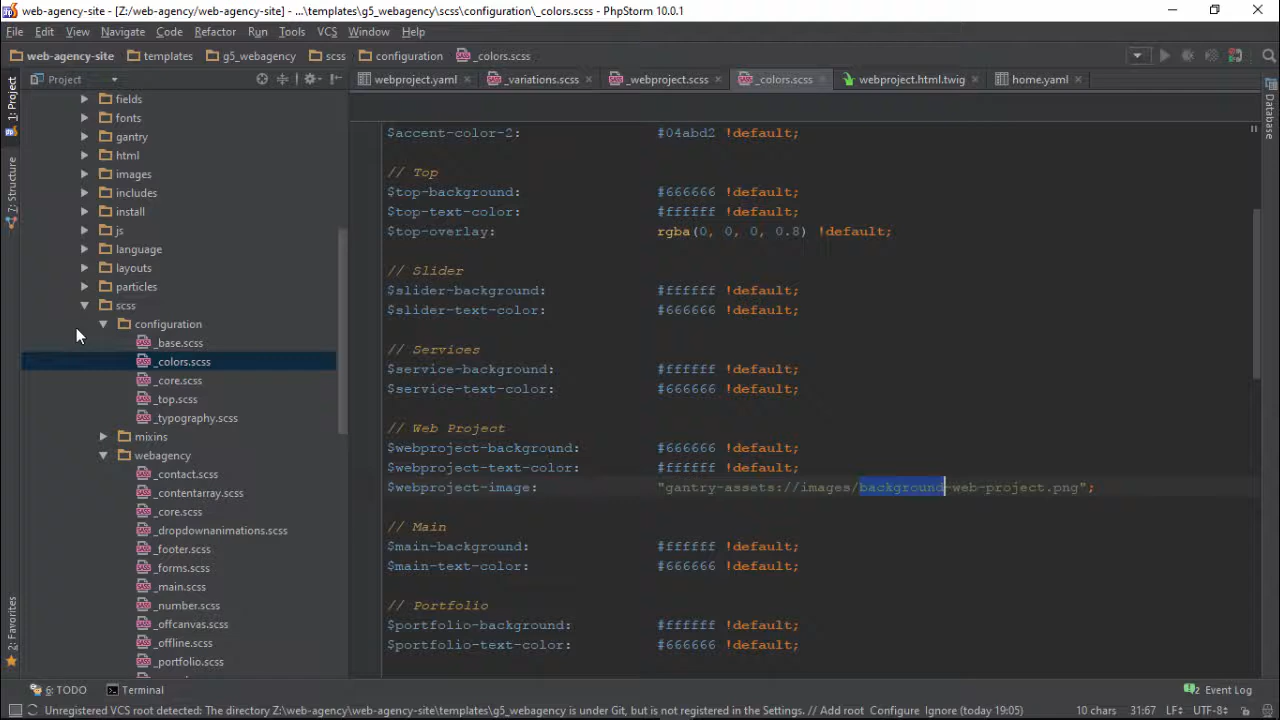 web-agency-site - [Z:/web-agency/web-agency-site] - ...\templates\g5_webagency\scss\configuration\_colors.scss - PhpStorm 10.0.1
File Edit View Navigate Code Refactor Run Tools VCS Window Help
web-agency-site templates g5_webagency scss configuration _colors.scss
1: Project
7: Structure
2: Favorites
Project
webproject.yaml _variations.scss _webproject.scss _colors.scss webproject.html.twig home.yaml
Database
fields
fonts
gantry
html
images
includes
install
js
language
layouts
particles
scss
configuration
_base.scss
_colors.scss
_core.scss
_top.scss
_typography.scss
mixins
webagency
_contact.scss
_contentarray.scss
_core.scss
_dropdownanimations.scss
_footer.scss
_forms.scss
_main.scss
_number.scss
_offcanvas.scss
_offline.scss
_portfolio.scss
$accent-color-2: #04abd2 !default;
// Top
$top-background: #666666 !default;
$top-text-color: #ffffff !default;
$top-overlay: rgba(0, 0, 0, 0.8) !default;
// Slider
$slider-background: #ffffff !default;
$slider-text-color: #666666 !default;
// Services
$service-background: #ffffff !default;
$service-text-color: #666666 !default;
// Web Project
$webproject-background: #666666 !default;
$webproject-text-color: #ffffff !default;
$webproject-image: "gantry-assets://images/background-web-project.png";
// Main
$main-background: #ffffff !default;
$main-text-color: #666666 !default;
// Portfolio
$portfolio-background: #ffffff !default;
$portfolio-text-color: #666666 !default;
6: TODO Terminal 2 Event Log
Unregistered VCS root detected: The directory Z:\web-agency\web-agency-site\templates\g5_webagency is under Git, but is not registered in the Settings. // Add root Configure Ignore (today 19:05) 10 chars 31:67 LF÷ UTF-8÷